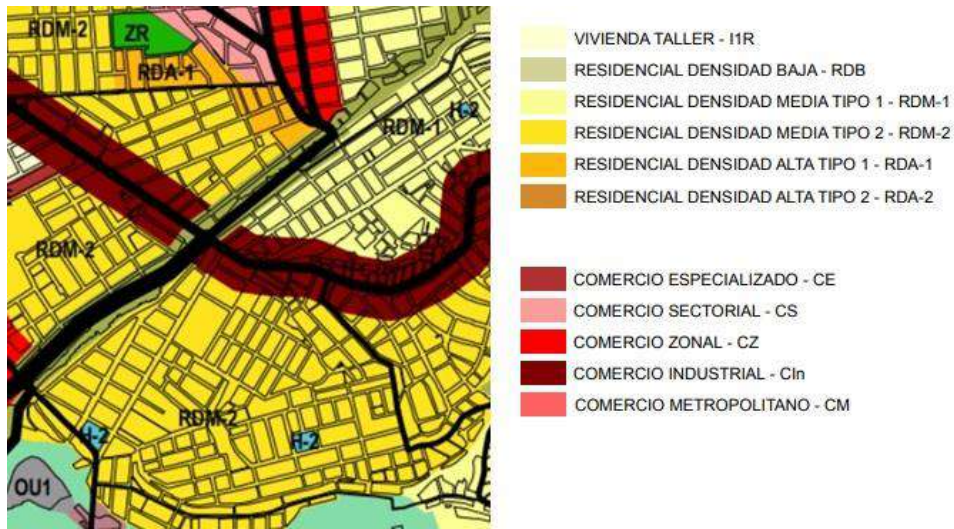 RDM-2
ZR
RDA-1
H-2
RDM-1
RDM-2
RDM-2
H-2
H-2
OU1
VIVIENDA TALLER - I1R
RESIDENCIAL DENSIDAD BAJA - RDB
RESIDENCIAL DENSIDAD MEDIA TIPO 1 - RDM-1
RESIDENCIAL DENSIDAD MEDIA TIPO 2 - RDM-2
RESIDENCIAL DENSIDAD ALTA TIPO 1 - RDA-1
RESIDENCIAL DENSIDAD ALTA TIPO 2 - RDA-2
COMERCIO ESPECIALIZADO - CE
COMERCIO SECTORIAL - CS
COMERCIO ZONAL - CZ
COMERCIO INDUSTRIAL - CIn
COMERCIO METROPOLITANO - CM